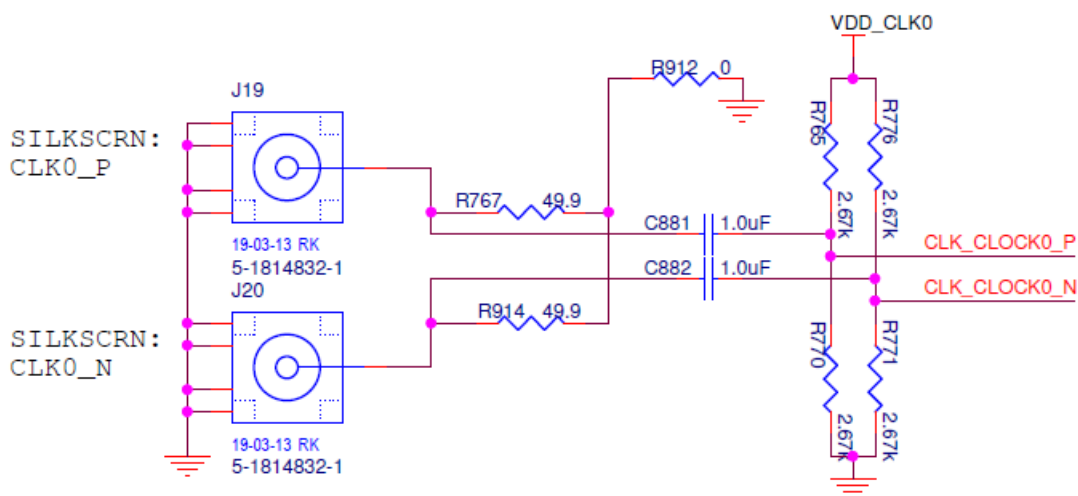 VDD_CLK0
R912 0
J19
SILKSCRN:
CLK0_P
R765
R776
R767 49.9
2.67k
2.67k
C881 1.0uF
19-03-13 RK
5-1814832-1
CLK_CLOCK0_P
C882 1.0uF
J20
CLK_CLOCK0_N
R914 49.9
SILKSCRN:
CLK0_N
R770
R771
2.67k
2.67k
19-03-13 RK
5-1814832-1